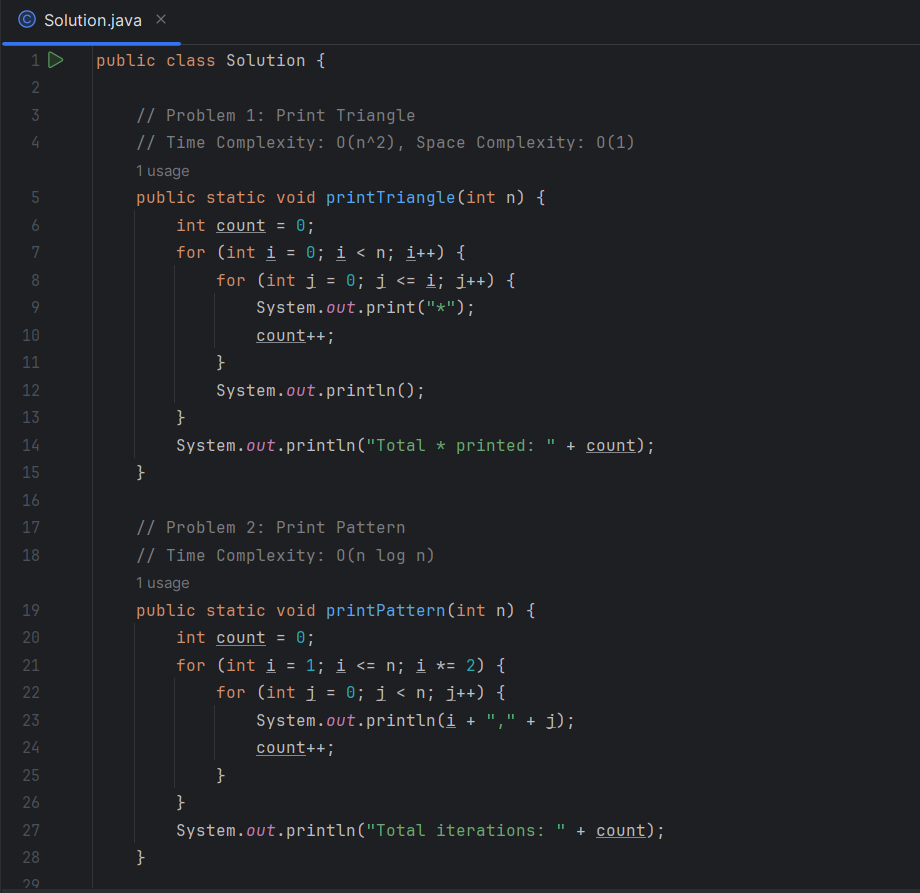 Solution.java
1 public class Solution {
2
3 // Problem 1: Print Triangle
4 // Time Complexity: O(n^2), Space Complexity: O(1)
1 usage
5 public static void printTriangle(int n) {
6 int count = 0;
7 for (int i = 0; i < n; i++) {
8 for (int j = 0; j <= i; j++) {
9 System.out.print("*");
10 count++;
11 }
12 System.out.println();
13 }
14 System.out.println("Total * printed: " + count);
15 }
16
17 // Problem 2: Print Pattern
18 // Time Complexity: O(n log n)
1 usage
19 public static void printPattern(int n) {
20 int count = 0;
21 for (int i = 1; i <= n; i *= 2) {
22 for (int j = 0; j < n; j++) {
23 System.out.println(i + "," + j);
24 count++;
25 }
26 }
27 System.out.println("Total iterations: " + count);
28 }
29